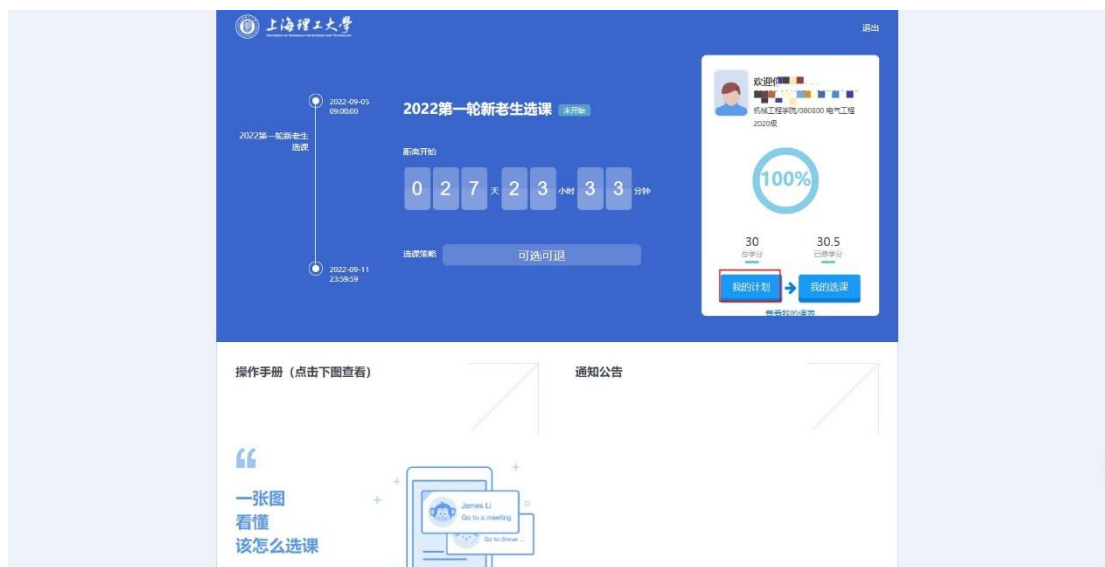 上海理工大學
退出
2022第一轮新老生
选课
2022-09-05
09:00:00
2022-09-11
23:59:59
2022第一轮新老生选课 未开始
距离开始
0 2 7 天 2 3 小时 3 3 分钟
选课策略 可选可退
欢迎你
机械工程学院/080800 电气工程
2020级
100%
30 30.5
总学分 已修学分
我的计划 我的选课
查看我的课表
操作手册（点击下图查看）
通知公告
一张图
看懂
该怎么选课
James Li
Go to a meeting
Go to dinner ...